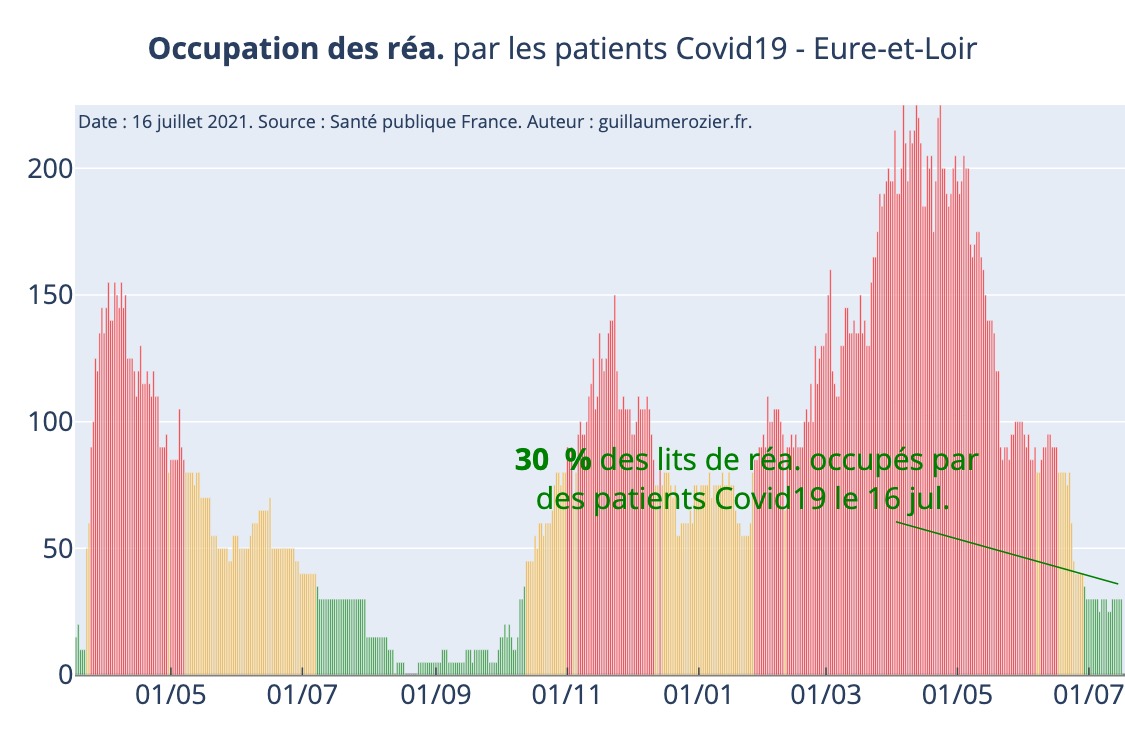 Occupation des réa. par les patients Covid19 - Eure-et-Loir
Date : 16 juillet 2021. Source : Santé publique France. Auteur : guillaumerozier.fr.
200
150
100
30 % des lits de réa. occupés par
des patients Covid19 le 16 jul.
50
0
01/05 01/07 01/09 01/11 01/01 01/03 01/05 01/07